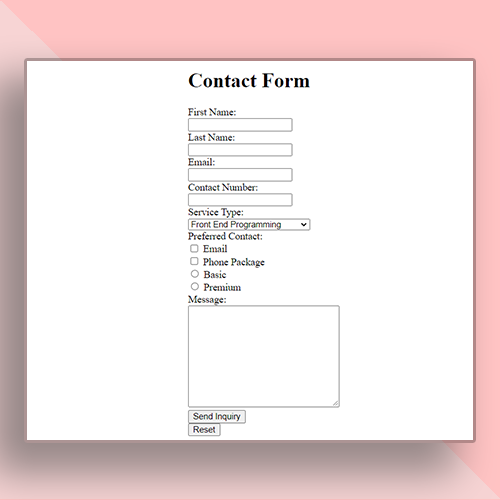 Contact Form
First Name:
Last Name:
Email:
Contact Number:
Service Type:
Front End Programming
Preferred Contact:
Email
Phone Package
Basic
Premium
Message:
Send Inquiry
Reset